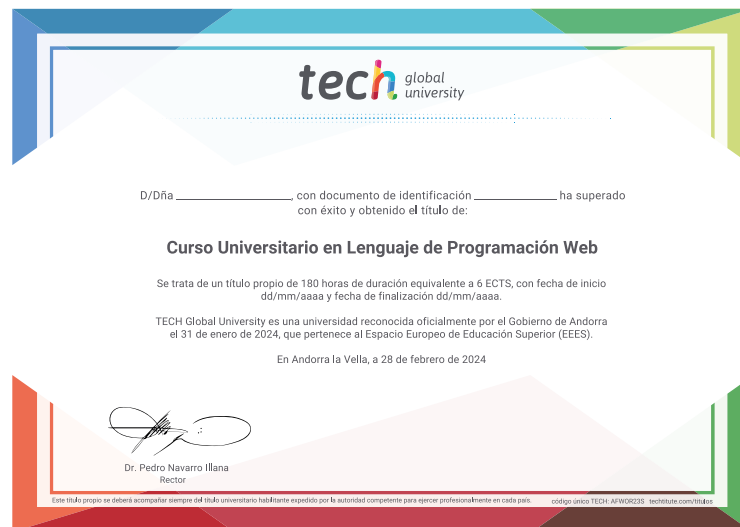 tech global
university
D/Dña ______________, con documento de identificación ______________ ha superado
con éxito y obtenido el título de:
Curso Universitario en Lenguaje de Programación Web
Se trata de un título propio de 180 horas de duración equivalente a 6 ECTS, con fecha de inicio
dd/mm/aaaa y fecha de finalización dd/mm/aaaa.
TECH Global University es una universidad reconocida oficialmente por el Gobierno de Andorra
el 31 de enero de 2024, que pertenece al Espacio Europeo de Educación Superior (EEES).
En Andorra la Vella, a 28 de febrero de 2024
Dr. Pedro Navarro Illana
Rector
Este título propio se deberá acompañar siempre del título universitario habilitante expedido por la autoridad competente para ejercer profesionalmente en cada país. código único TECH: AFWOR23S techtitute.com/titulos